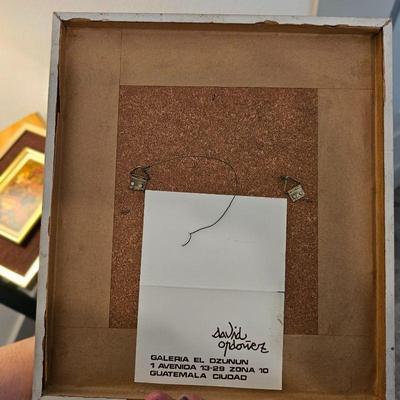 david
ordoñez
GALERIA EL DZUNUN
1 AVENIDA 13-29 ZONA 10
GUATEMALA CIUDAD